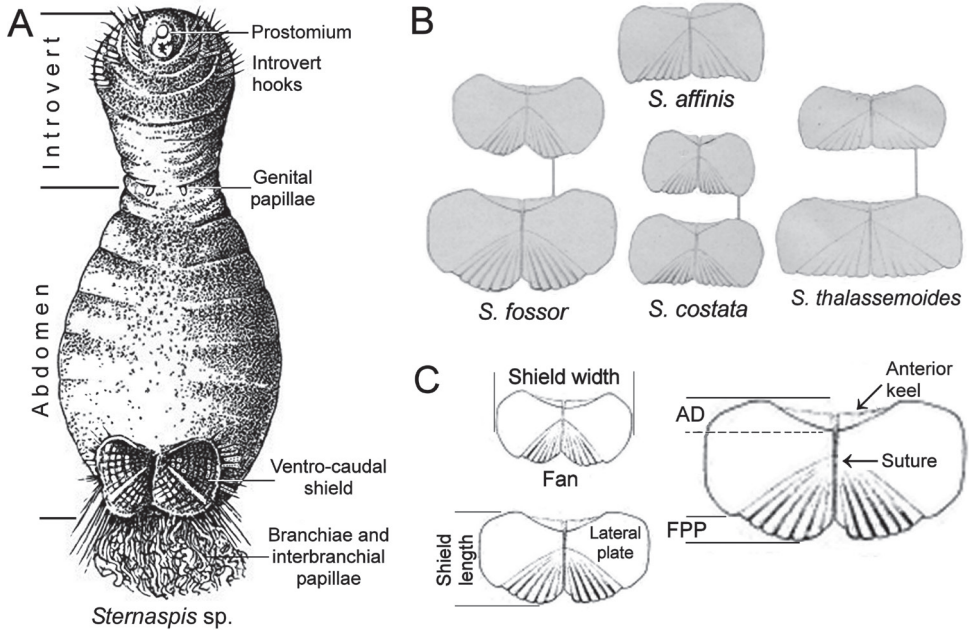 A
Introvert
Abdomen
Prostomium
Introvert
hooks
Genital
papillae
Ventro-caudal
shield
Branchiae and
interbranchial
papillae
Sternaspis sp.
B
S. affinis
S. fossor
S. costata
S. thalassemoides
C
Shield width
Fan
Shield
length
Lateral
plate
Anterior
keel
AD
Suture
FPP